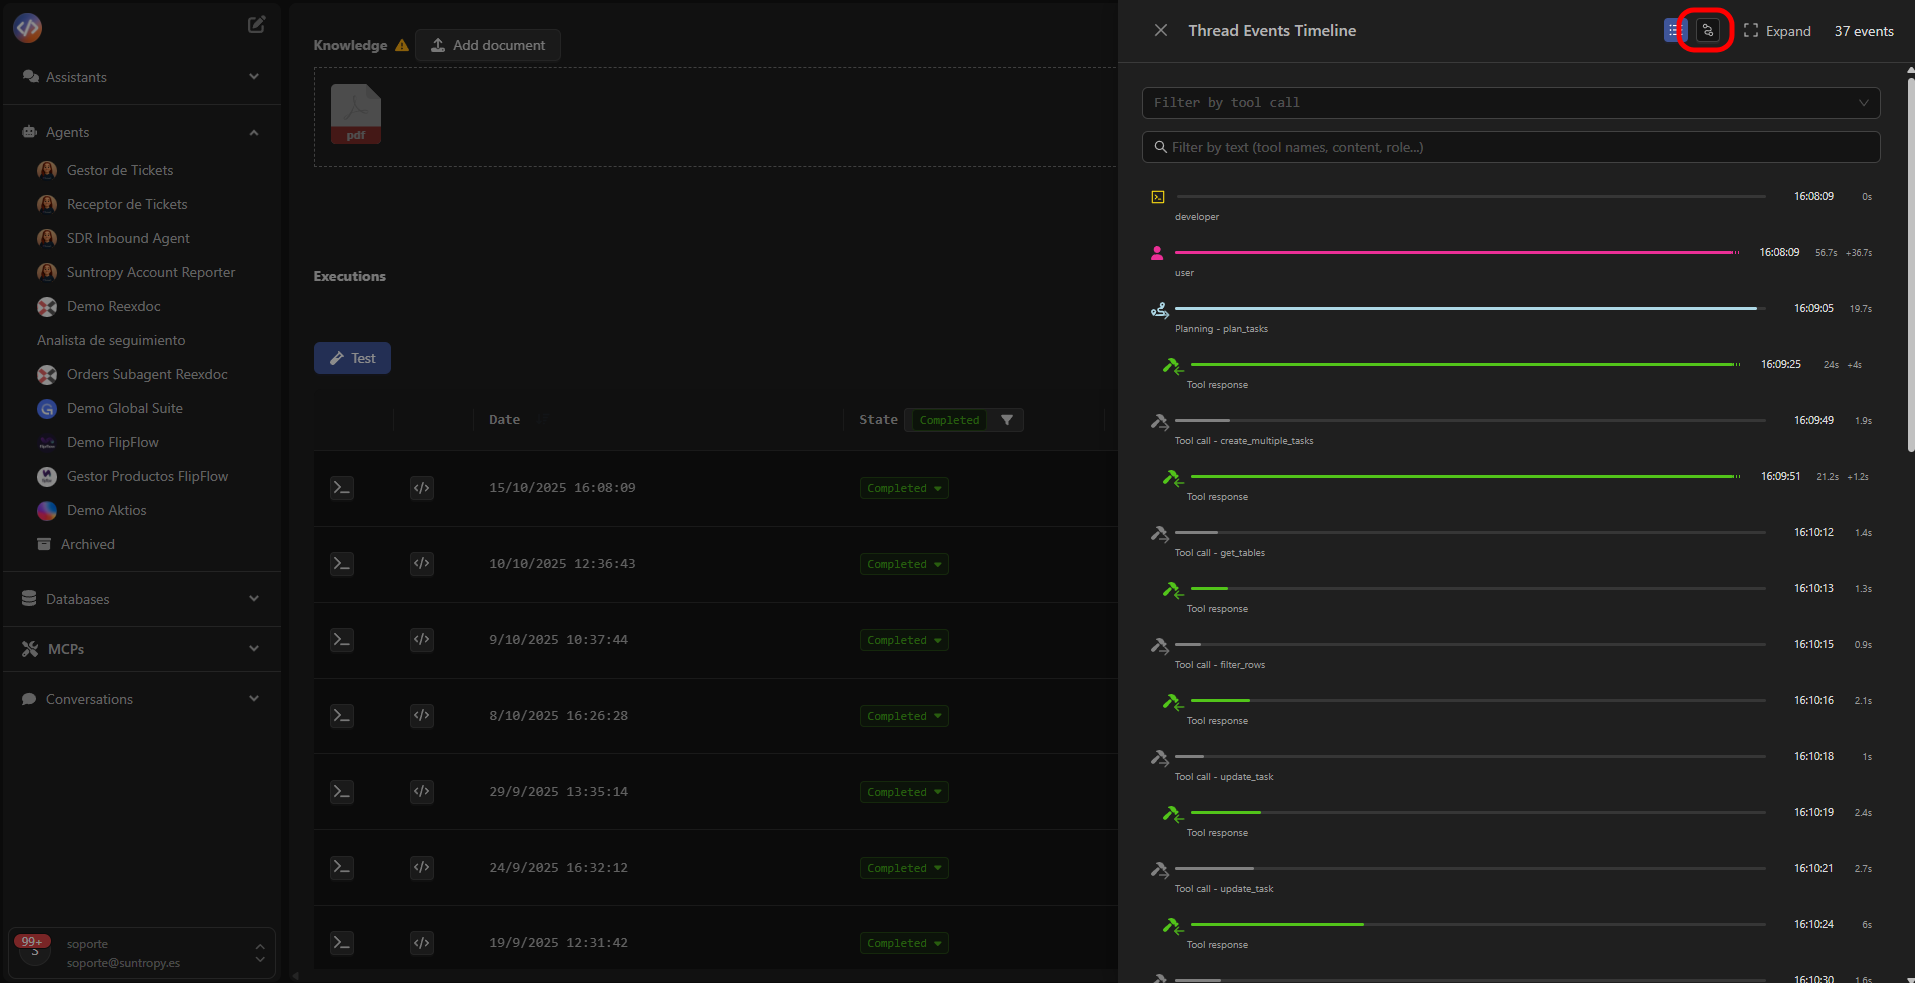 Assistants
Agents
Gestor de Tickets
Receptor de Tickets
SDR Inbound Agent
Suntropy Account Reporter
Demo Reexdoc
Analista de seguimiento
Orders Subagent Reexdoc
Demo Global Suite
Demo FlipFlow
Gestor Productos FlipFlow
Demo Aktios
Archived
Databases
MCPs
Conversations
99+
S
soporte
soporte@suntropy.es
Knowledge
Add document
pdf
Executions
Test
Date
State
Completed
15/10/2025 16:08:09
Completed
10/10/2025 12:36:43
Completed
9/10/2025 10:37:44
Completed
8/10/2025 16:26:28
Completed
29/9/2025 13:35:14
Completed
24/9/2025 16:32:12
Completed
19/9/2025 12:31:42
Completed
Thread Events Timeline
Expand
37 events
Filter by tool call
Filter by text (tool names, content, role...)
16:08:09 0s
developer
16:08:09 56.7s +36.7s
user
16:09:05 19.7s
Planning - plan_tasks
16:09:25 24s +4s
Tool response
16:09:49 1.9s
Tool call - create_multiple_tasks
16:09:51 21.2s +1.2s
Tool response
16:10:12 1.4s
Tool call - get_tables
16:10:13 1.3s
Tool response
16:10:15 0.9s
Tool call - filter_rows
16:10:16 2.1s
Tool response
16:10:18 1s
Tool call - update_task
16:10:19 2.4s
Tool response
16:10:21 2.7s
Tool call - update_task
16:10:24 6s
Tool response
16:10:30 1.6s